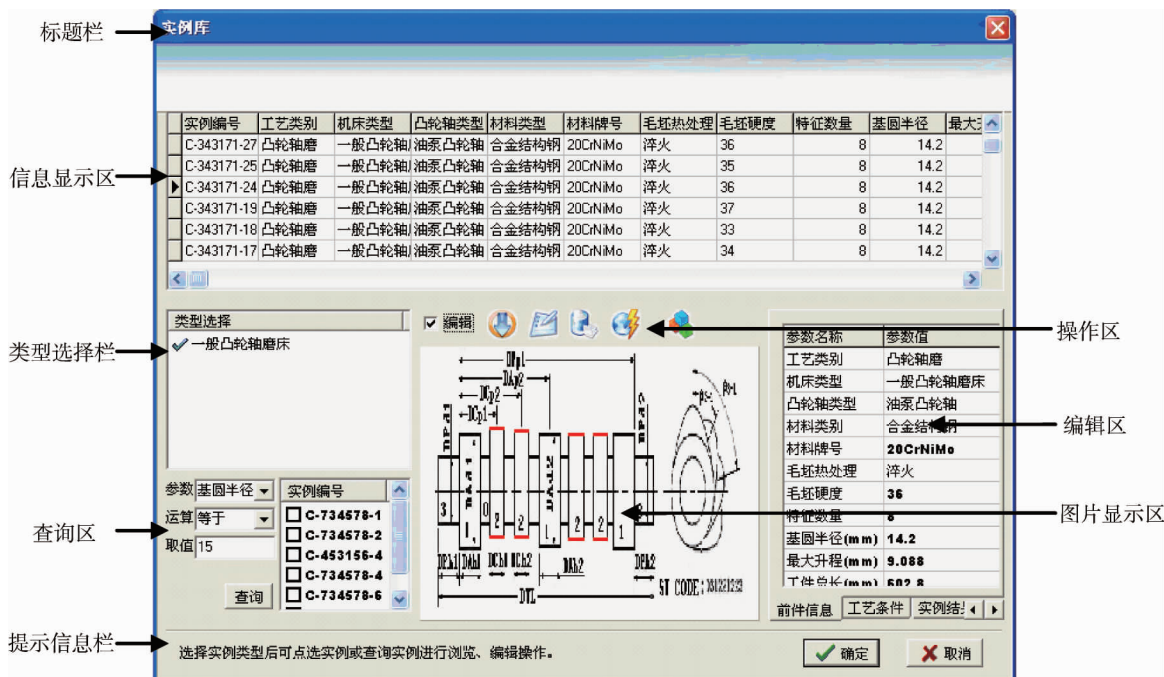 标题栏
实例库
实例编号 工艺类别 机床类型 凸轮轴类型 材料类型 材料牌号 毛坯热处理 毛坯硬度 特征数量 基圆半径
C-343171-27 凸轮轴磨 一般凸轮轴 油泵凸轮轴 合金结构钢 20CrNiMo 淬火 36 8 14.2
C-343171-25 凸轮轴磨 一般凸轮轴 油泵凸轮轴 合金结构钢 20CrNiMo 淬火 35 8 14.2
信息显示区
C-343171-24 凸轮轴磨 一般凸轮轴 油泵凸轮轴 合金结构钢 20CrNiMo 淬火 36 8 14.2
C-343171-19 凸轮轴磨 一般凸轮轴 油泵凸轮轴 合金结构钢 20CrNiMo 淬火 37 8 14.2
C-343171-18 凸轮轴磨 一般凸轮轴 油泵凸轮轴 合金结构钢 20CrNiMo 淬火 33 8 14.2
C-343171-17 凸轮轴磨 一般凸轮轴 油泵凸轮轴 合金结构钢 20CrNiMo 淬火 34 8 14.2
类型选择
编辑
操作区
类型选择栏
一般凸轮轴磨床
参数名称 参数值
工艺类别 凸轮轴磨
机床类型 一般凸轮轴磨床
凸轮轴类型 油泵凸轮轴
材料类别 合金结构钢
编辑区
材料牌号 20CrNiMo
毛坯热处理 淬火
毛坯硬度 36
特征数量 8
基圆半径(mm) 14.2
最大升程(mm) 9.088
工件总长(mm) 602.8
图片显示区
前件信息 工艺条件
查询区
参数 基圆半径
运算 等于
取值 15
查询
实例编号
C-734578-1
C-734578-2
C-453156-4
C-734578-4
C-734578-6
DCp2
DCp1
3 0 2 2 2 2 1
DTL
ST CODE:
提示信息栏
选择实例类型后可点选实例或查询实例进行浏览、编辑操作。
确定
取消